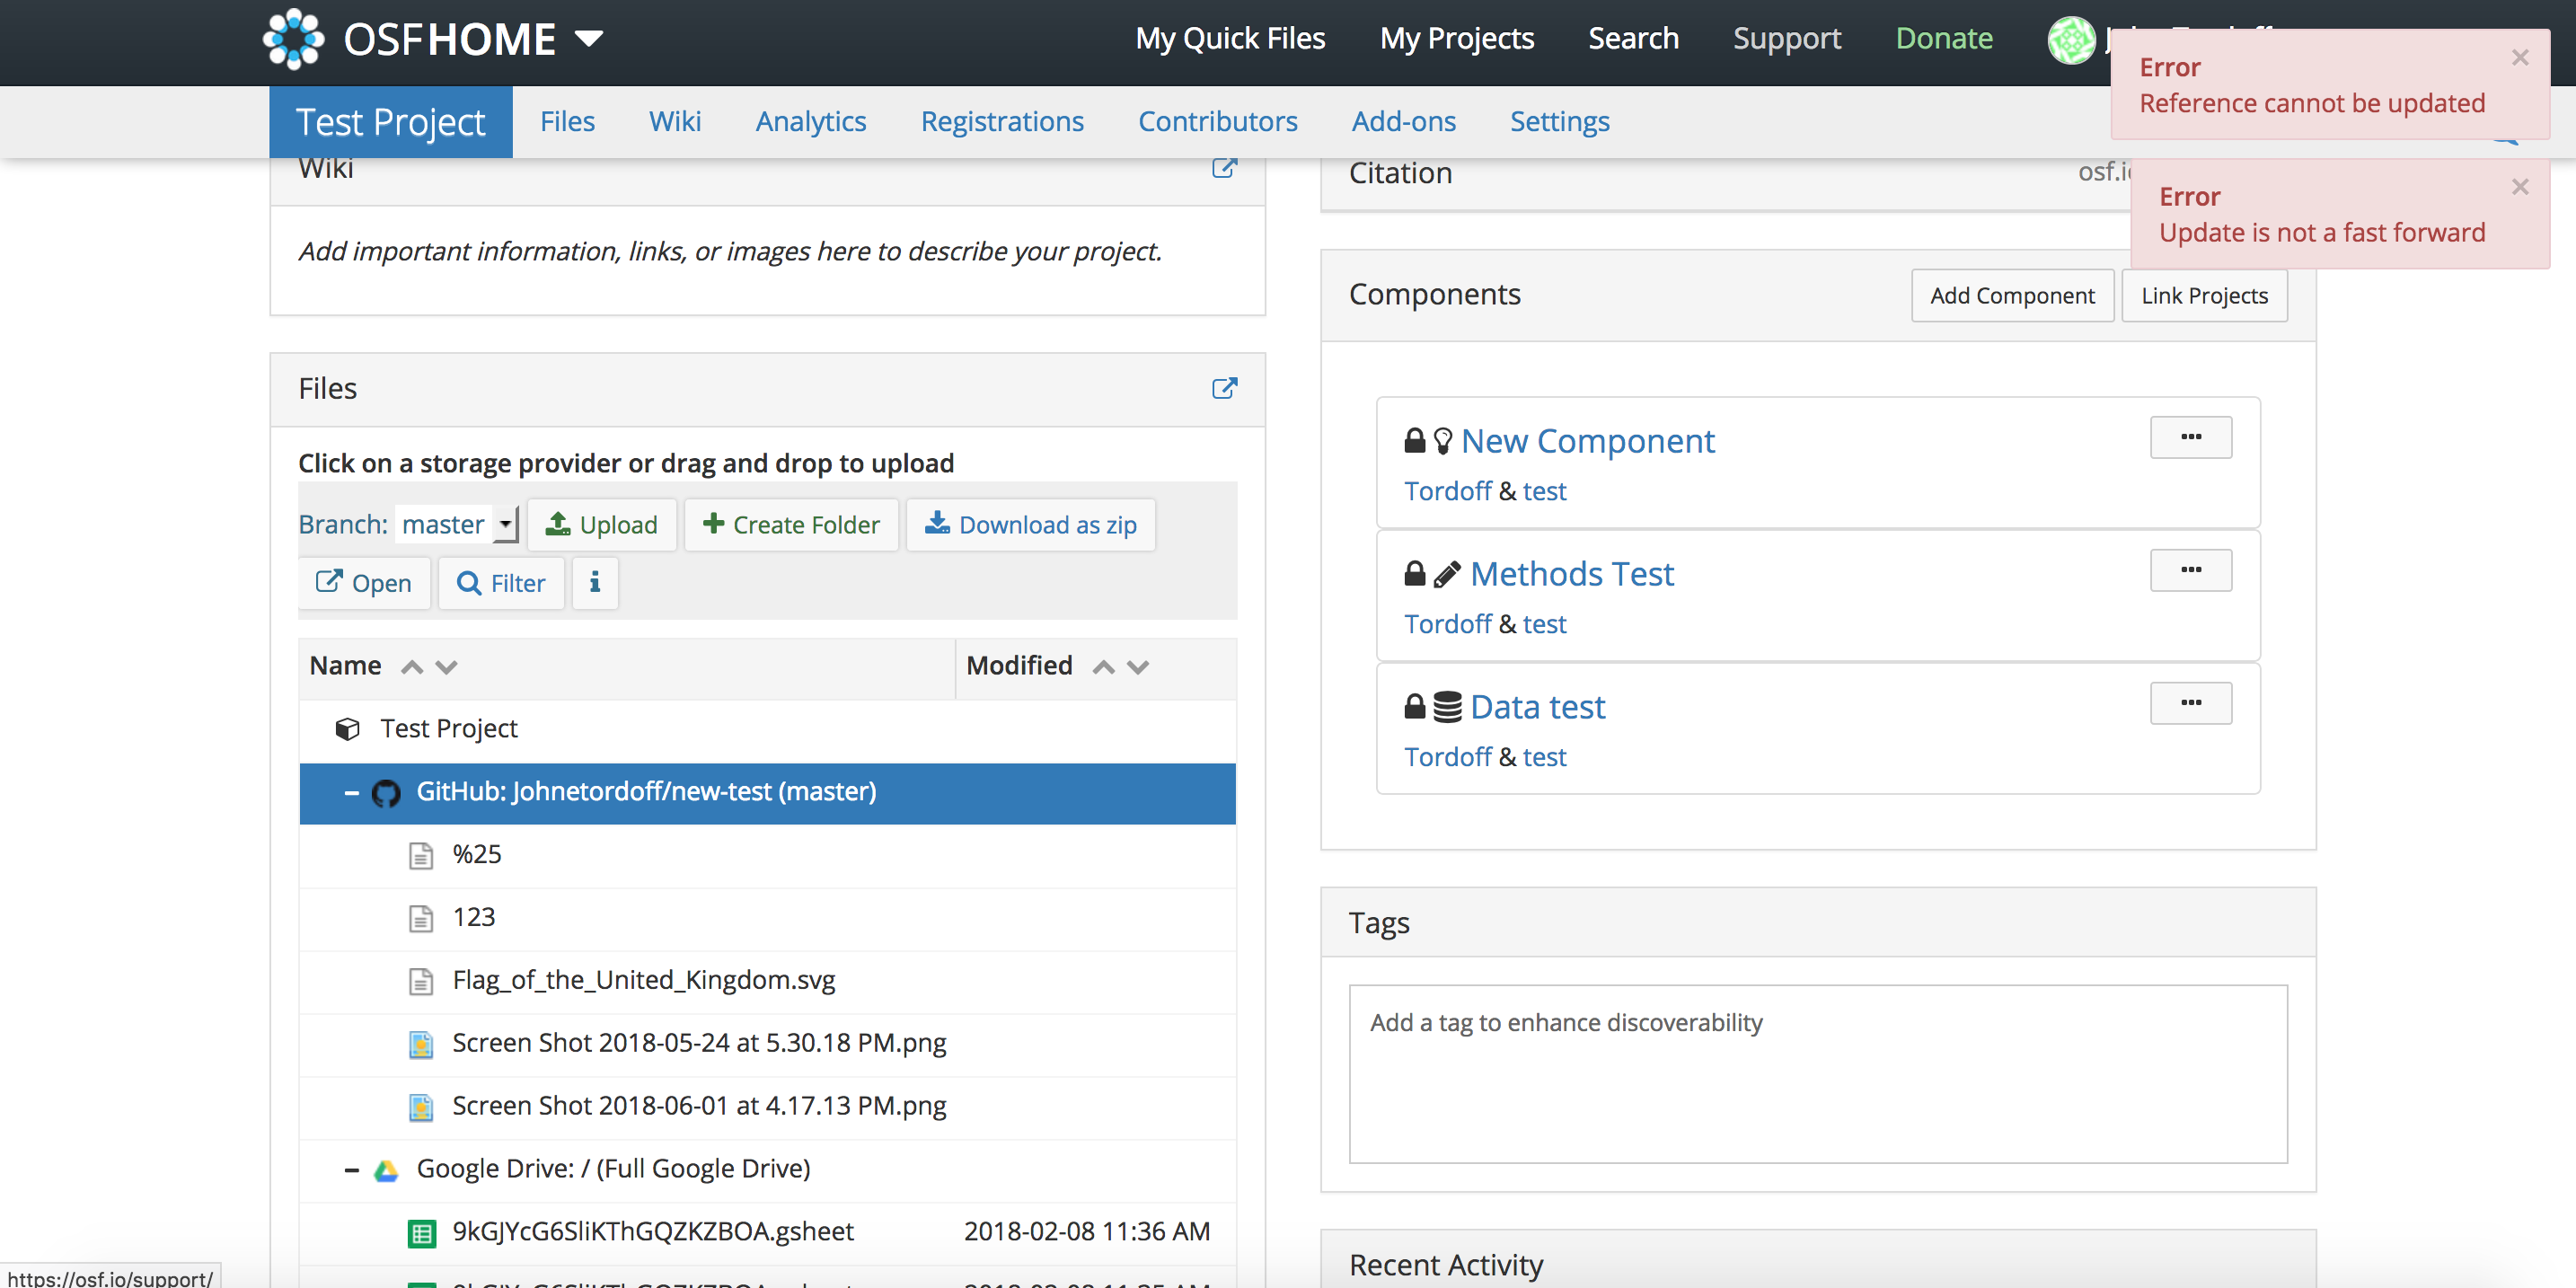 OSFHOME
My Quick Files
My Projects
Search
Support
Donate
Error
Reference cannot be updated
Test Project
Files
Wiki
Analytics
Registrations
Contributors
Add-ons
Settings
Error
Update is not a fast forward
Wiki
Add important information, links, or images here to describe your project.
Files
Click on a storage provider or drag and drop to upload
Branch: master
Upload
Create Folder
Download as zip
Open
Filter
Name
Modified
Test Project
GitHub: Johnetordoff/new-test (master)
%25
123
Flag_of_the_United_Kingdom.svg
Screen Shot 2018-05-24 at 5.30.18 PM.png
Screen Shot 2018-06-01 at 4.17.13 PM.png
Google Drive: / (Full Google Drive)
9kGJYcG6SliKThGQZKZBOA.gsheet 2018-02-08 11:36 AM
https://osf.io/support/
Citation
Components
Add Component
Link Projects
New Component
Tordoff & test
Methods Test
Tordoff & test
Data test
Tordoff & test
Tags
Add a tag to enhance discoverability
Recent Activity